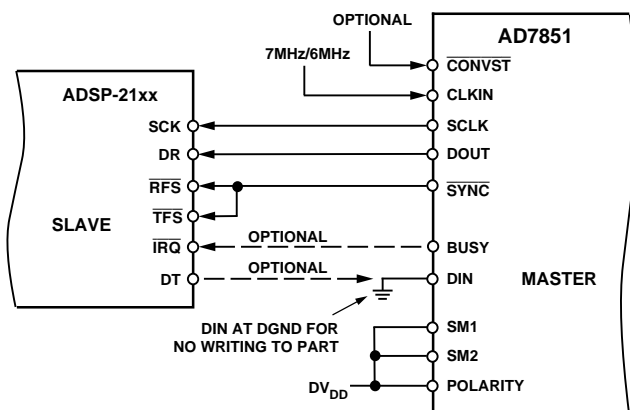 OPTIONAL
AD7851
7MHz/6MHz
CONVST
ADSP-21xx
CLKIN
SCK
SCLK
DR
DOUT
RFS
SYNC
TFS
SLAVE
OPTIONAL
IRQ
BUSY
OPTIONAL
DT
DIN
MASTER
DIN AT DGND FOR
NO WRITING TO PART
SM1
SM2
DVDD
POLARITY